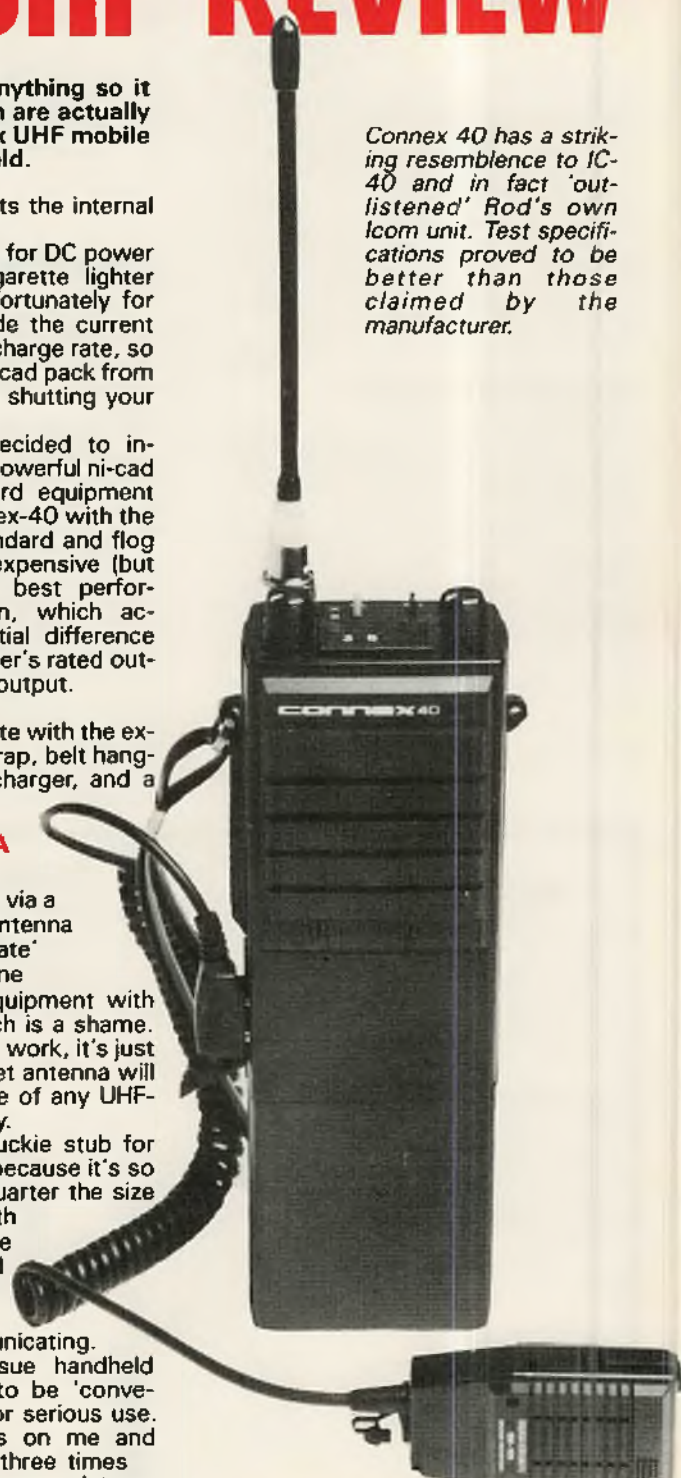 UHF REVIEW
nything so it
n are actually
x UHF mobile
eld.
ts the internal
for DC power
garette lighter
fortunately for
de the current
charge rate, so
cad pack from
shutting your
ecided to in-
owerful ni-cad
rd equipment
ex-40 with the
ndard and flog
expensive (but
best perfor-
n, which ac-
tial difference
er's rated out-
output.
te with the ex-
rap, belt hang-
charger, and a
A
via a
ntenna
ate'
ne
quipment with
ch is a shame.
work, it's just
et antenna will
e of any UHF-
y.
uckie stub for
because it's so
uarter the size
th
e
l
nicating.
sue handheld
to be 'conve-
or serious use.
s on me and
three times
Connex 40 has a strik-
ing resemblence to IC-
40 and in fact 'out-
listened' Rod's own
Icom unit. Test specifi-
cations proved to be
better than those
claimed by the
manufacturer.
connex 40